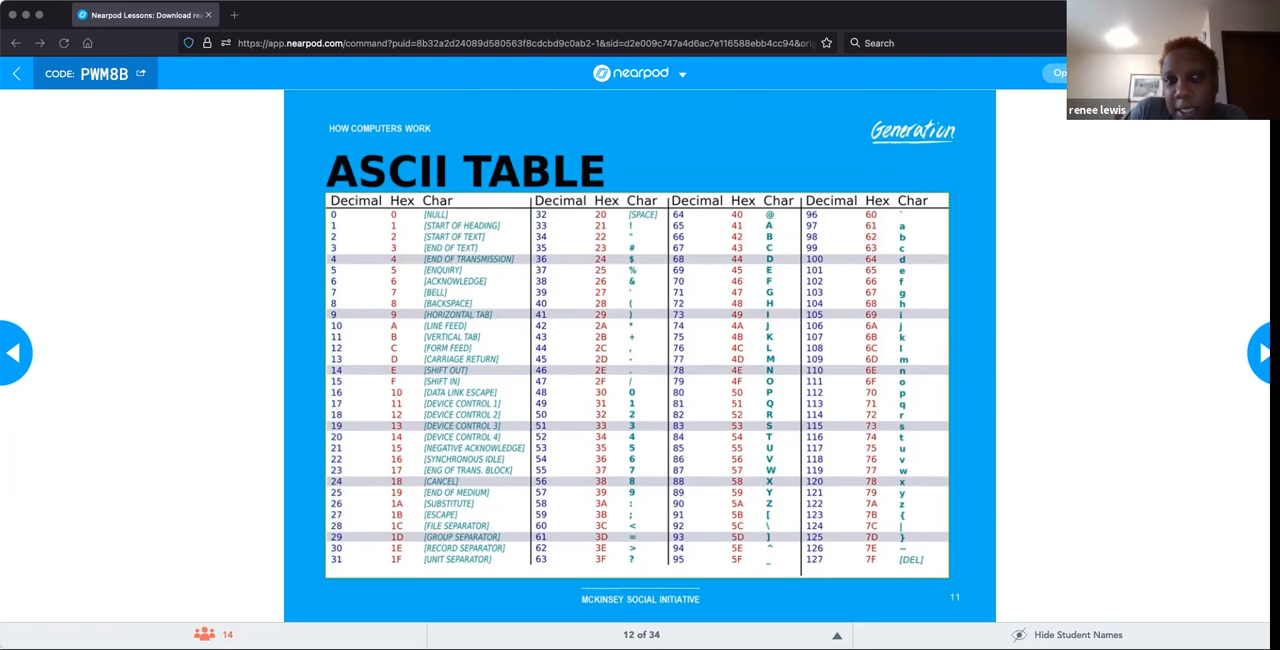 Nearpod Lessons: Download re
https://app.nearpod.com/command?puid=8b32a2d24089d580563f8cdcbd9c0ab2-1&sid=d2e009c747a4d6ac7e116588ebb4cc94&ori
Search
CODE: PWM8B
nearpod
Op
renee lewis
HOW COMPUTERS WORK
Generation
ASCII TABLE
Decimal Hex Char Decimal Hex Char Decimal Hex Char Decimal Hex Char
0 0 [NULL] 32 20 [SPACE] 64 40 @ 96 60 `
1 1 [START OF HEADING] 33 21 ! 65 41 A 97 61 a
2 2 [START OF TEXT] 34 22 " 66 42 B 98 62 b
3 3 [END OF TEXT] 35 23 # 67 43 C 99 63 c
4 4 [END OF TRANSMISSION] 36 24 $ 68 44 D 100 64 d
5 5 [ENQUIRY] 37 25 % 69 45 E 101 65 e
6 6 [ACKNOWLEDGE] 38 26 & 70 46 F 102 66 f
7 7 [BELL] 39 27 ' 71 47 G 103 67 g
8 8 [BACKSPACE] 40 28 ( 72 48 H 104 68 h
9 9 [HORIZONTAL TAB] 41 29 ) 73 49 I 105 69 i
10 A [LINE FEED] 42 2A * 74 4A J 106 6A j
11 B [VERTICAL TAB] 43 2B + 75 4B K 107 6B k
12 C [FORM FEED] 44 2C , 76 4C L 108 6C l
13 D [CARRIAGE RETURN] 45 2D - 77 4D M 109 6D m
14 E [SHIFT OUT] 46 2E . 78 4E N 110 6E n
15 F [SHIFT IN] 47 2F / 79 4F O 111 6F o
16 10 [DATA LINK ESCAPE] 48 30 0 80 50 P 112 70 p
17 11 [DEVICE CONTROL 1] 49 31 1 81 51 Q 113 71 q
18 12 [DEVICE CONTROL 2] 50 32 2 82 52 R 114 72 r
19 13 [DEVICE CONTROL 3] 51 33 3 83 53 S 115 73 s
20 14 [DEVICE CONTROL 4] 52 34 4 84 54 T 116 74 t
21 15 [NEGATIVE ACKNOWLEDGE] 53 35 5 85 55 U 117 75 u
22 16 [SYNCHRONOUS IDLE] 54 36 6 86 56 V 118 76 v
23 17 [ENG OF TRANS. BLOCK] 55 37 7 87 57 W 119 77 w
24 18 [CANCEL] 56 38 8 88 58 X 120 78 x
25 19 [END OF MEDIUM] 57 39 9 89 59 Y 121 79 y
26 1A [SUBSTITUTE] 58 3A : 90 5A Z 122 7A z
27 1B [ESCAPE] 59 3B ; 91 5B [ 123 7B {
28 1C [FILE SEPARATOR] 60 3C < 92 5C \ 124 7C |
29 1D [GROUP SEPARATOR] 61 3D = 93 5D ] 125 7D }
30 1E [RECORD SEPARATOR] 62 3E > 94 5E ^ 126 7E ~
31 1F [UNIT SEPARATOR] 63 3F ? 95 5F _ 127 7F [DEL]
MCKINSEY SOCIAL INITIATIVE
11
14
12 of 34
Hide Student Names